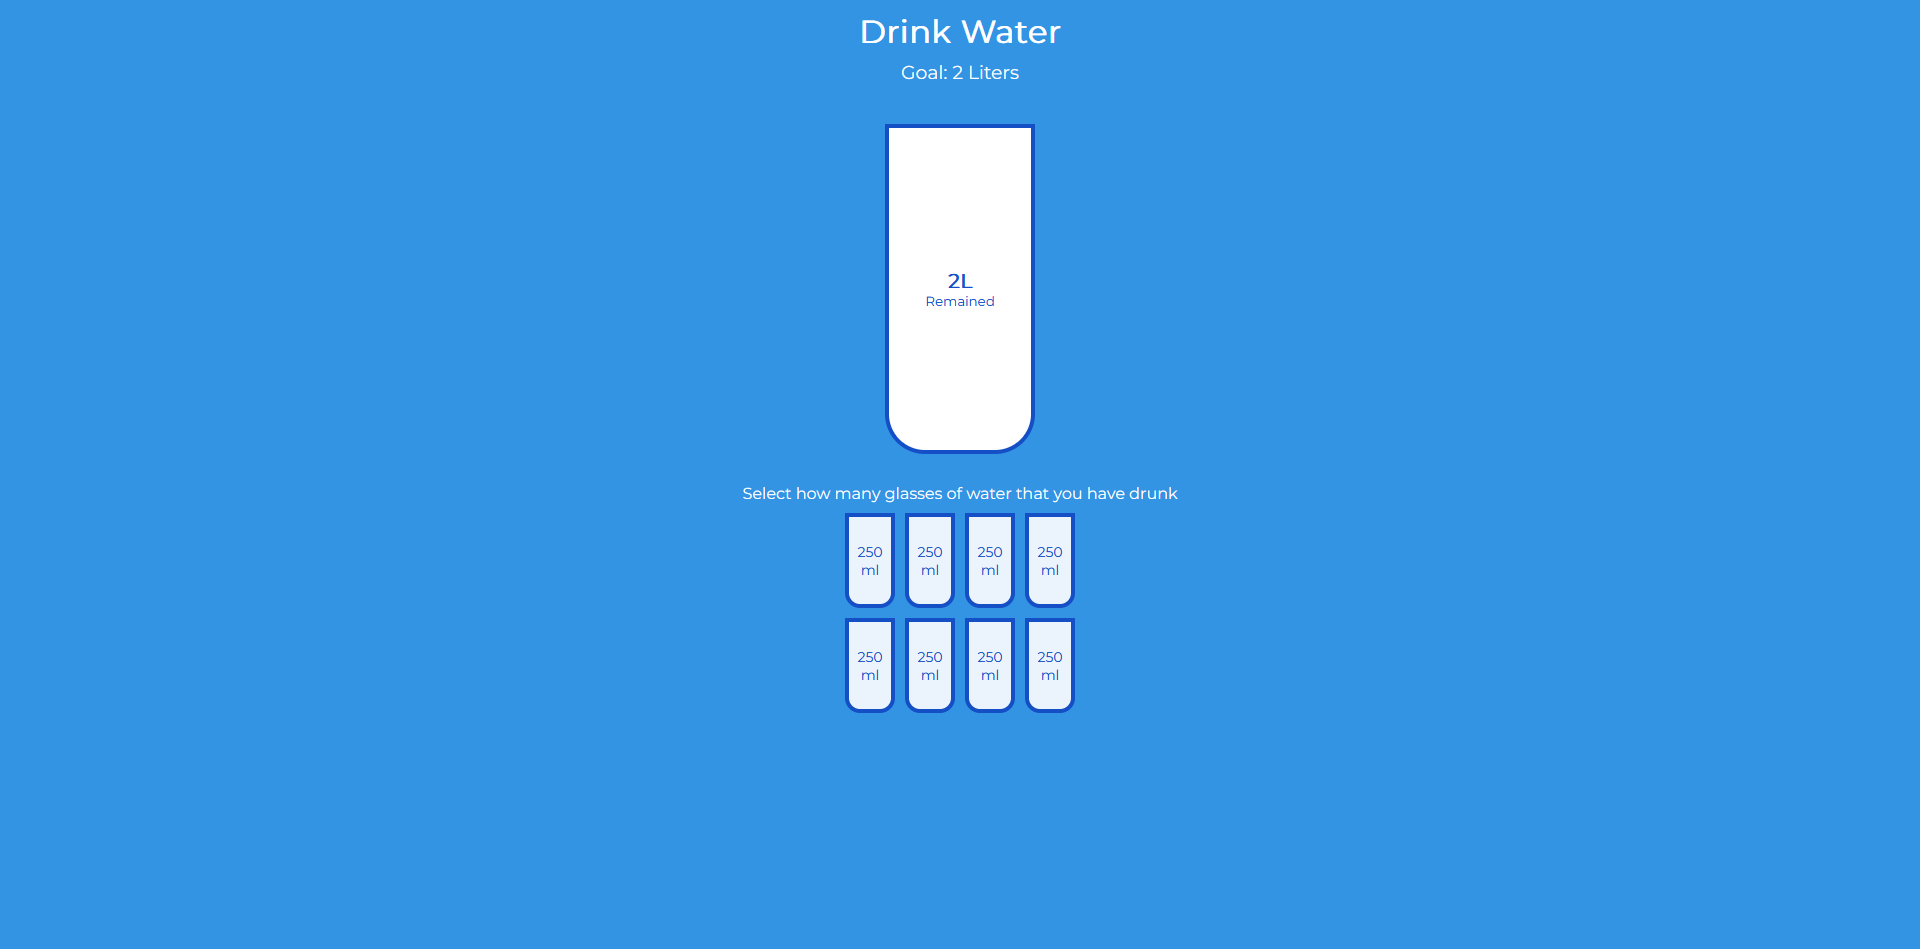 Drink Water
Goal: 2 Liters
2L
Remained
Select how many glasses of water that you have drunk
250 250 250 250
ml ml ml ml
250 250 250 250
ml ml ml ml